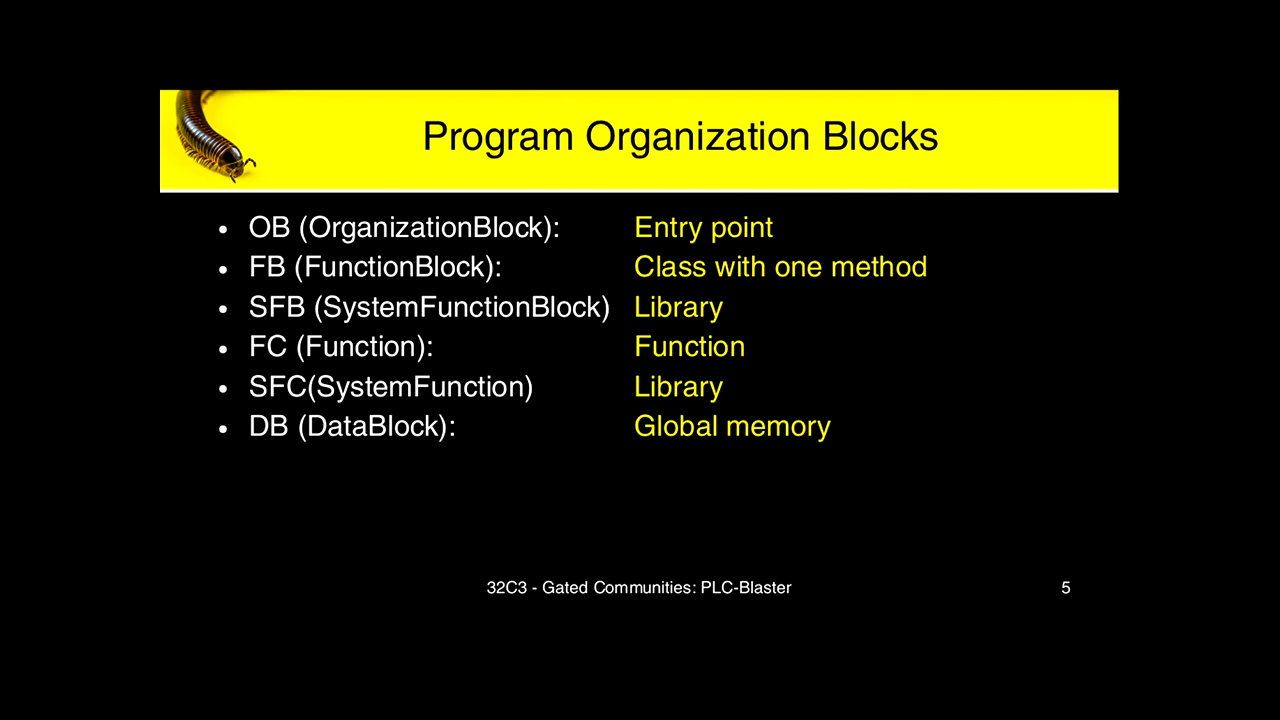 Program Organization Blocks
• OB (OrganizationBlock): Entry point
• FB (FunctionBlock): Class with one method
• SFB (SystemFunctionBlock) Library
• FC (Function): Function
• SFC(SystemFunction) Library
• DB (DataBlock): Global memory
32C3 - Gated Communities: PLC-Blaster 5